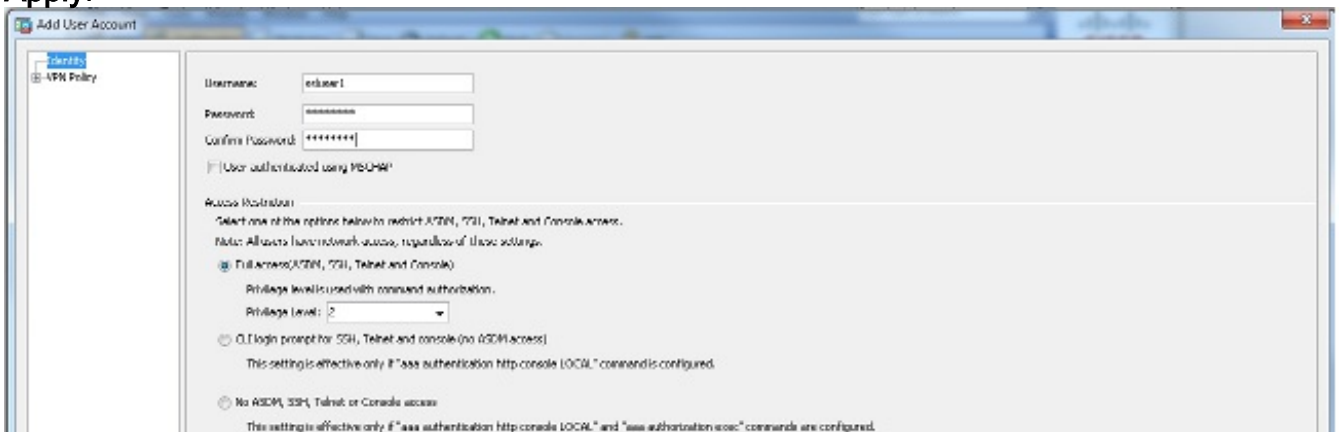 Apply.
Add User Account
Identity
VPN Policy
Username:
Password: ********
Confirm Password: ********
User authenticated using MSCHAP
Access Restriction
Select one of the options below to restrict ASDM, SSH, Telnet and Console access.
Note: All users have network access, regardless of these settings.
Full access(ASDM, SSH, Telnet and Console)
Privilege level is used with command authorization.
Privilege Level: 2
CLI login prompt for SSH, Telnet and console (no ASDM access)
This setting is effective only if "aaa authentication http console LOCAL" command is configured.
No ASDM, SSH, Telnet or Console access
This setting is effective only if "aaa authentication http console LOCAL" and "aaa authorization exec" commands are configured.